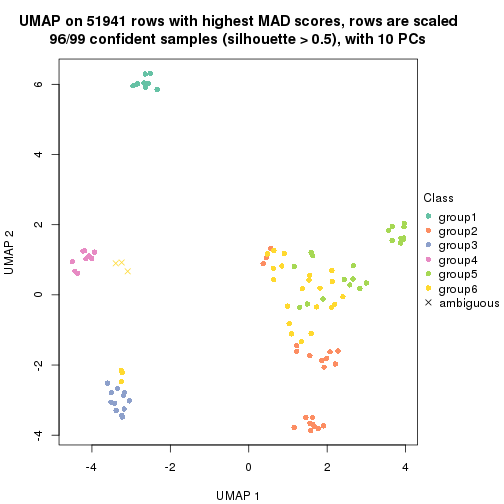 UMAP on 51941 rows with highest MAD scores, rows are scaled
96/99 confident samples (silhouette > 0.5), with 10 PCs
6
4
2
0
-2
-4
UMAP 2
-4
-2
0
2
4
UMAP 1
Class
group1
group2
group3
group4
group5
group6
ambiguous